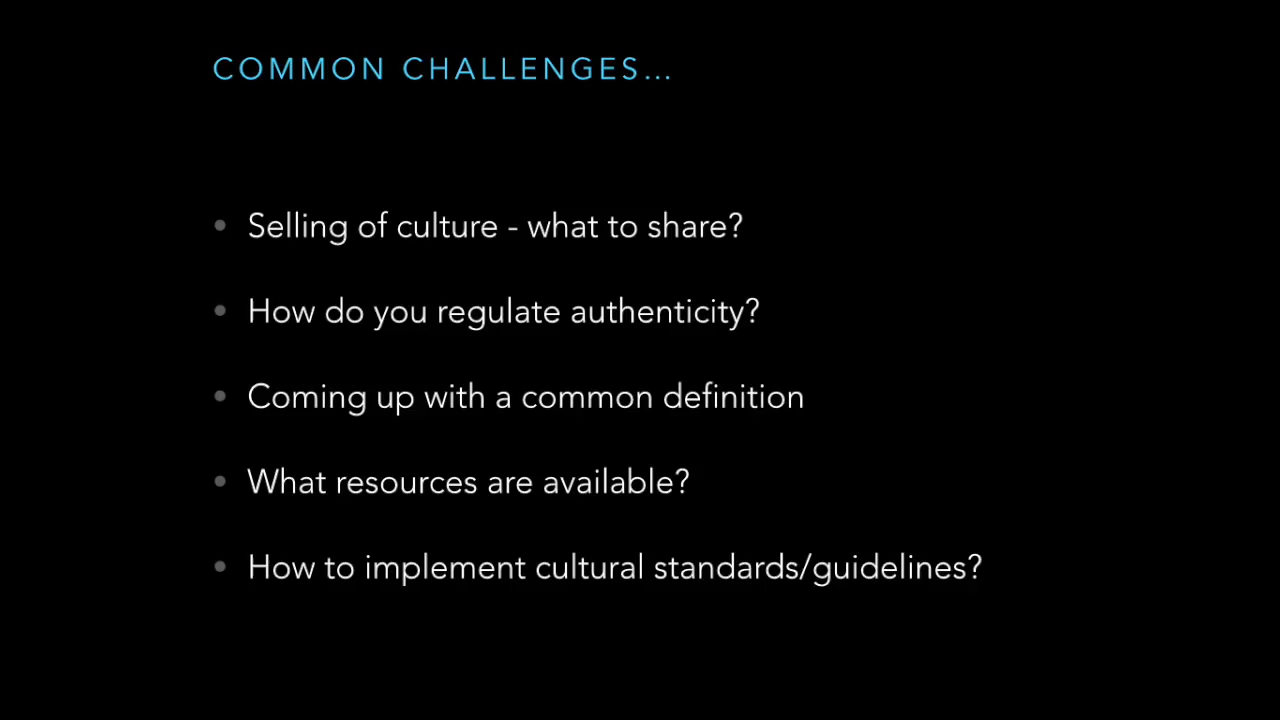 COMMON CHALLENGES...
• Selling of culture - what to share?
• How do you regulate authenticity?
• Coming up with a common definition
• What resources are available?
• How to implement cultural standards/guidelines?